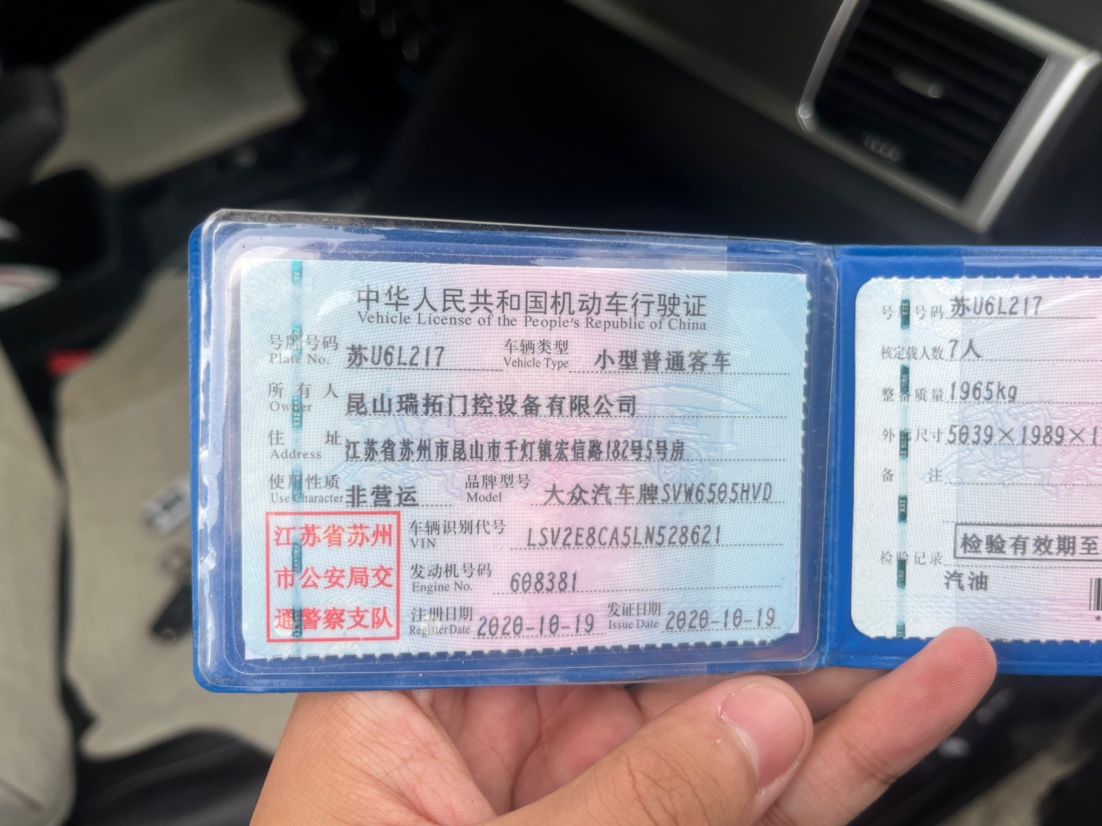 中华人民共和国机动车行驶证
Vehicle License of the People's Republic of China
号牌号码 苏U6L217 车辆类型 小型普通客车
Plate No. Vehicle Type
所有人 昆山瑞拓门控设备有限公司
Owner
住址 江苏省苏州市昆山市千灯镇宏信路182号5号房
Address
使用性质 非营运 品牌型号 大众汽车牌SVW6505HVD
Use Character Model
江苏省苏州
市公安局交
通警察支队
车辆识别代号 LSV2E8CA5LN528621
VIN
发动机号码 608381
Engine No.
注册日期 2020-10-19 发证日期 2020-10-19
Register Date Issue Date
号 号码 苏U6L217
核定载人数 7人
整备质量 1965kg
外 尺寸 5039×1989×1
备注
检验记录 检验有效期至
汽油